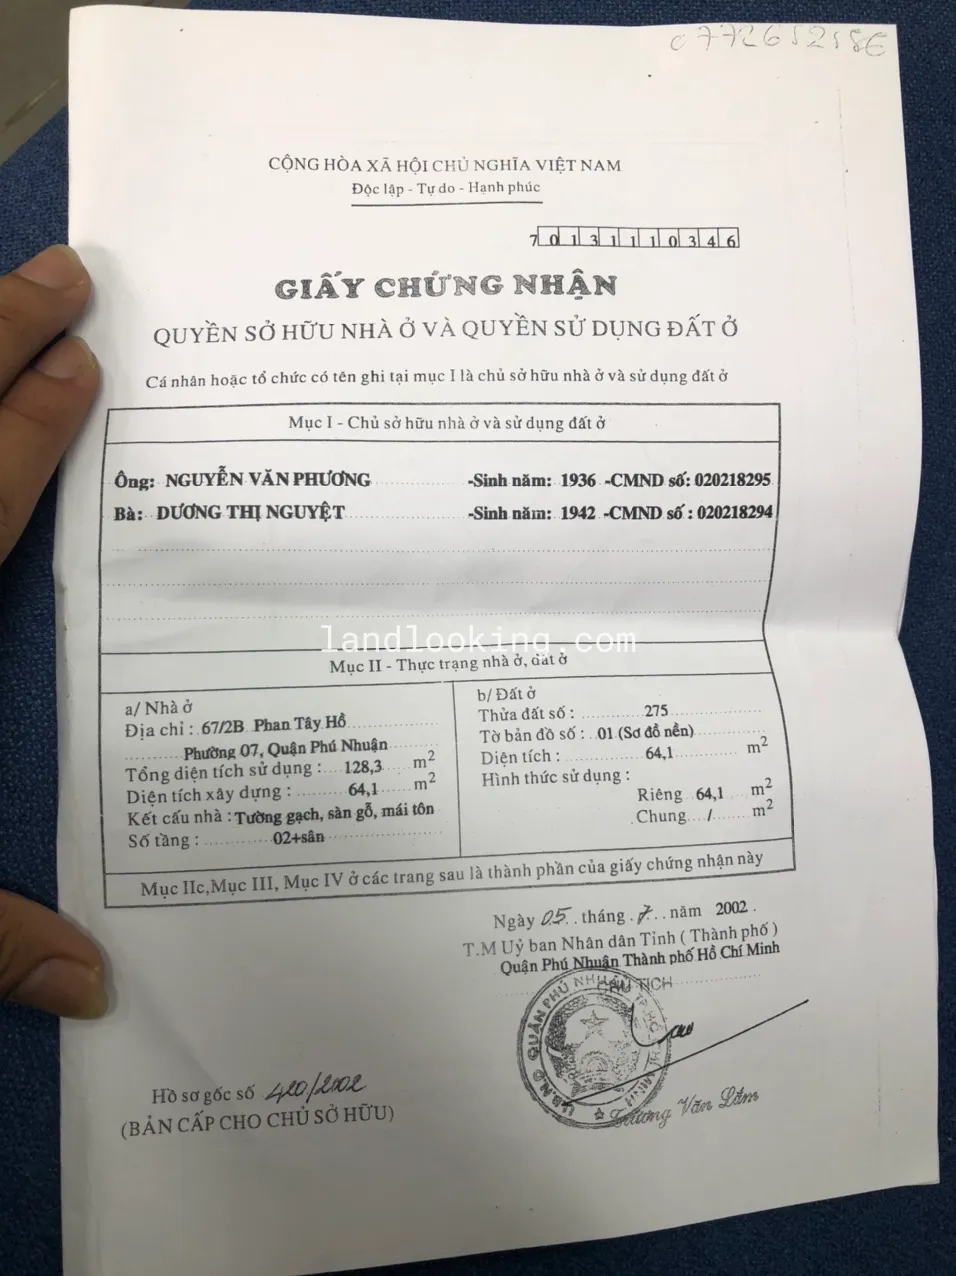 CỘNG HÒA XÃ HỘI CHỦ NGHĨA VIỆT NAM
Độc lập - Tự do - Hạnh phúc
7 0 1 3 1 1 1 0 3 4 6
GIẤY CHỨNG NHẬN
QUYỀN SỞ HỮU NHÀ Ở VÀ QUYỀN SỬ DỤNG ĐẤT Ở
Cá nhân hoặc tổ chức có tên ghi tại mục I là chủ sở hữu nhà ở và sử dụng đất ở
Mục I - Chủ sở hữu nhà ở và sử dụng đất ở
Ông: NGUYỄN VĂN PHƯƠNG -Sinh năm: 1936 -CMND số: 020218295
Bà: DƯƠNG THỊ NGUYỆT -Sinh năm: 1942 -CMND số : 020218294
landlooking.com
Mục II - Thực trạng nhà ở, đất ở
a/ Nhà ở
Địa chỉ : 67/2B Phan Tây Hồ
Phường 07, Quận Phú Nhuận
Tổng diện tích sử dụng : 128,3 m2
Diện tích xây dựng : 64,1 m2
Kết cấu nhà : Tường gạch, sàn gỗ, mái tôn
Số tầng : 02+sân
b/ Đất ở
Thửa đất số : 275
Tờ bản đồ số : 01 (Sơ đồ nền)
Diện tích : 64,1 m2
Hình thức sử dụng :
Riêng 64,1 m2
Chung / m2
Mục IIc,Mục III, Mục IV ở các trang sau là thành phần của giấy chứng nhận này
Ngày 05 tháng 7 năm 2002
T.M Uỷ ban Nhân dân Tỉnh ( Thành phố )
Quận Phú Nhuận Thành phố Hồ Chí Minh
CHỦ TỊCH
U.B.N.D QUẬN PHÚ NHUẬN
Trương Văn Lắm
Hồ sơ gốc số 420/2002
(BẢN CẤP CHO CHỦ SỞ HỮU)